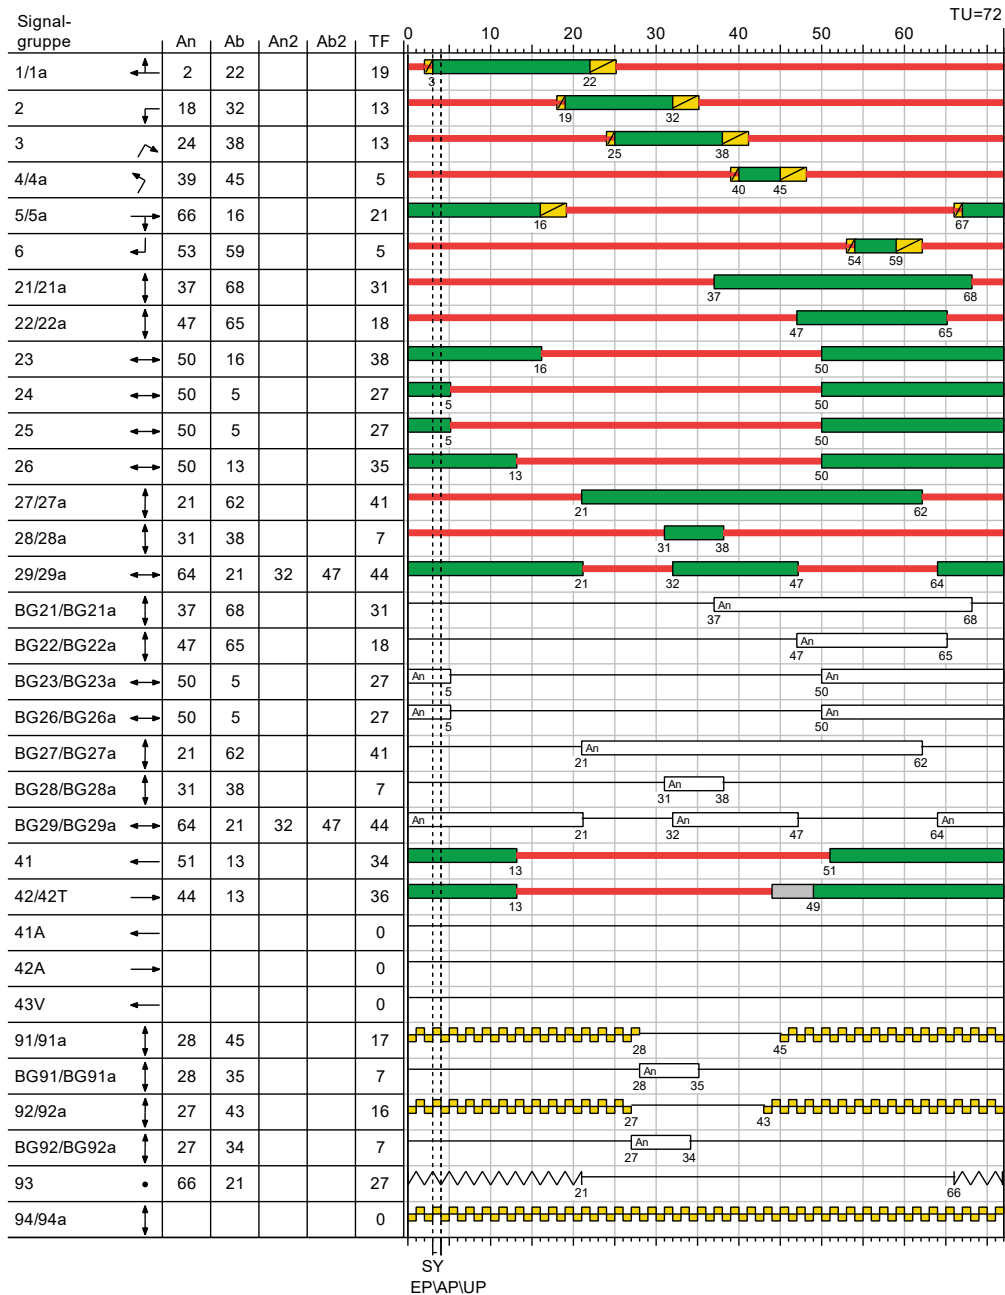 TU=72
Signal-
gruppe An Ab An2 Ab2 TF 0 10 20 30 40 50 60
1/1a 2 22 19
3 22
2 18 32 13
19 32
3 24 38 13
25 38
4/4a 39 45 5
40 45
5/5a 66 16 21
16 67
6 53 59 5
54 59
21/21a 37 68 31
37 68
22/22a 47 65 18
47 65
23 50 16 38
16 50
24 50 5 27
5 50
25 50 5 27
5 50
26 50 13 35
13 50
27/27a 21 62 41
21 62
28/28a 31 38 7
31 38
29/29a 64 21 32 47 44
21 32 47 64
BG21/BG21a 37 68 31 An
37 68
BG22/BG22a 47 65 18 An
47 65
BG23/BG23a 50 5 27 An An
5 50
BG26/BG26a 50 5 27 An An
5 50
BG27/BG27a 21 62 41 An
21 62
BG28/BG28a 31 38 7 An
31 38
BG29/BG29a 64 21 32 47 44 An An An
21 32 47 64
41 51 13 34
13 51
42/42T 44 13 36
13 49
41A 0
42A 0
43V 0
91/91a 28 45 17
28 45
BG91/BG91a 28 35 7 An
28 35
92/92a 27 43 16
27 43
BG92/BG92a 27 34 7 An
27 34
93 66 21 27
21 66
94/94a 0
SY
EP\AP\UP